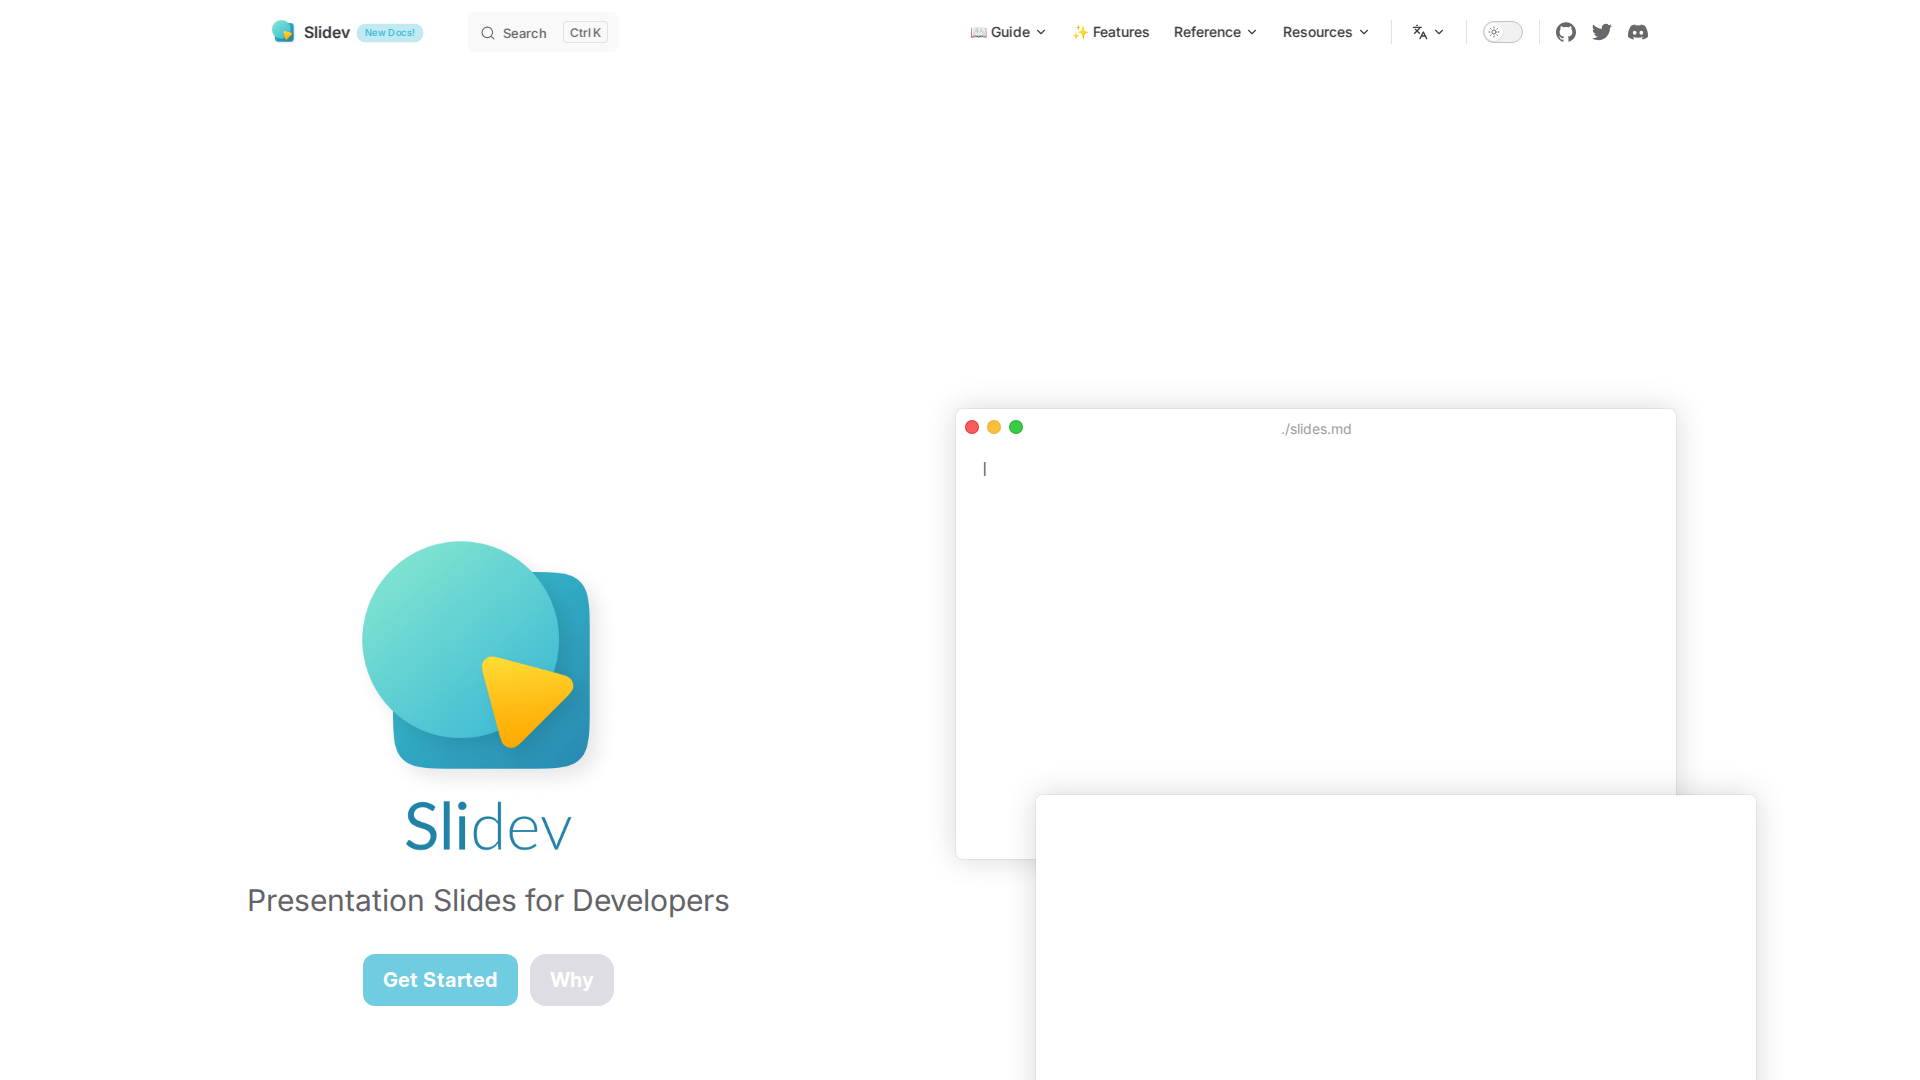 Slidev New Docs! Search Ctrl K 📖 Guide ✨ Features Reference Resources
./slides.md
Slidev
Presentation Slides for Developers
Get Started Why